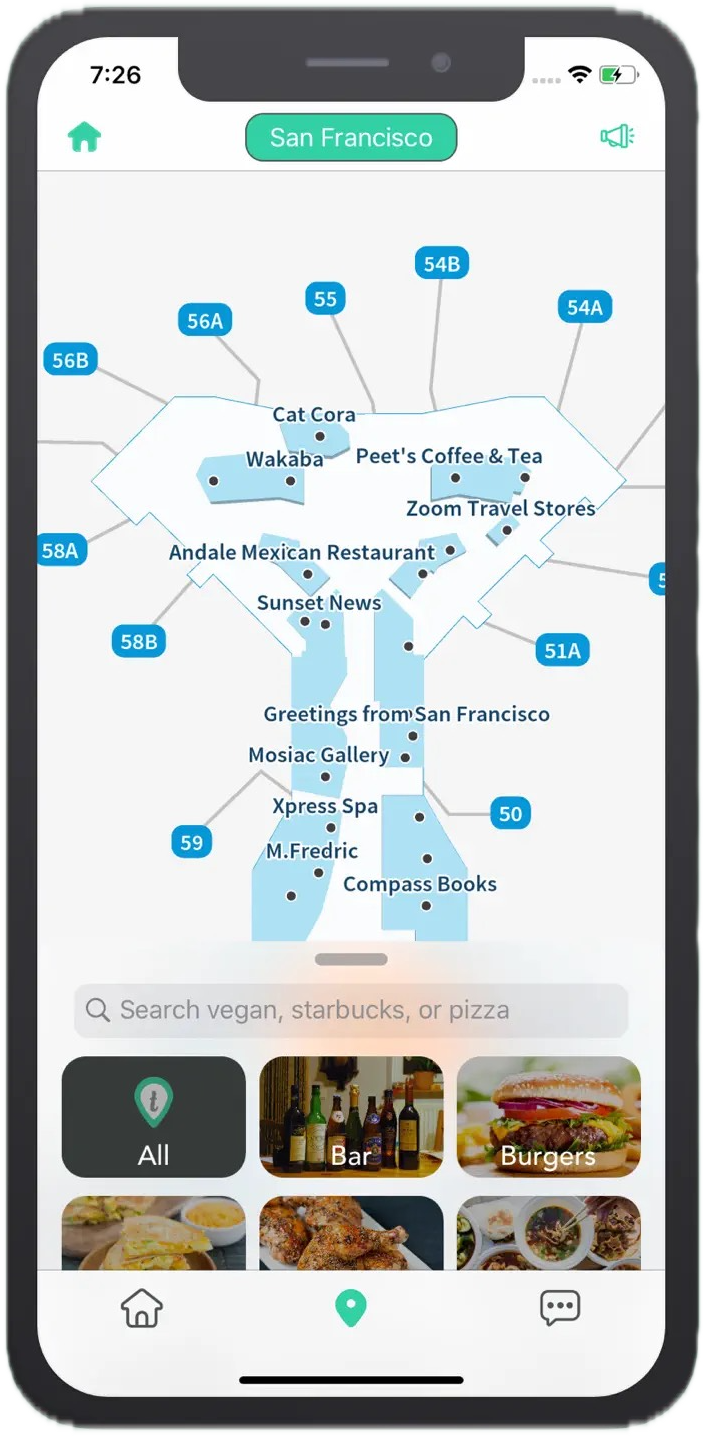 7:26
San Francisco
54B
55
54A
56A
56B
Cat Cora
Peet's Coffee & Tea
Wakaba
Zoom Travel Stores
58A
Andale Mexican Restaurant
Sunset News
58B
51A
Greetings from San Francisco
Mosiac Gallery
Xpress Spa
50
59
M.Fredric
Compass Books
Search vegan, starbucks, or pizza
t
All
Bar
Burgers